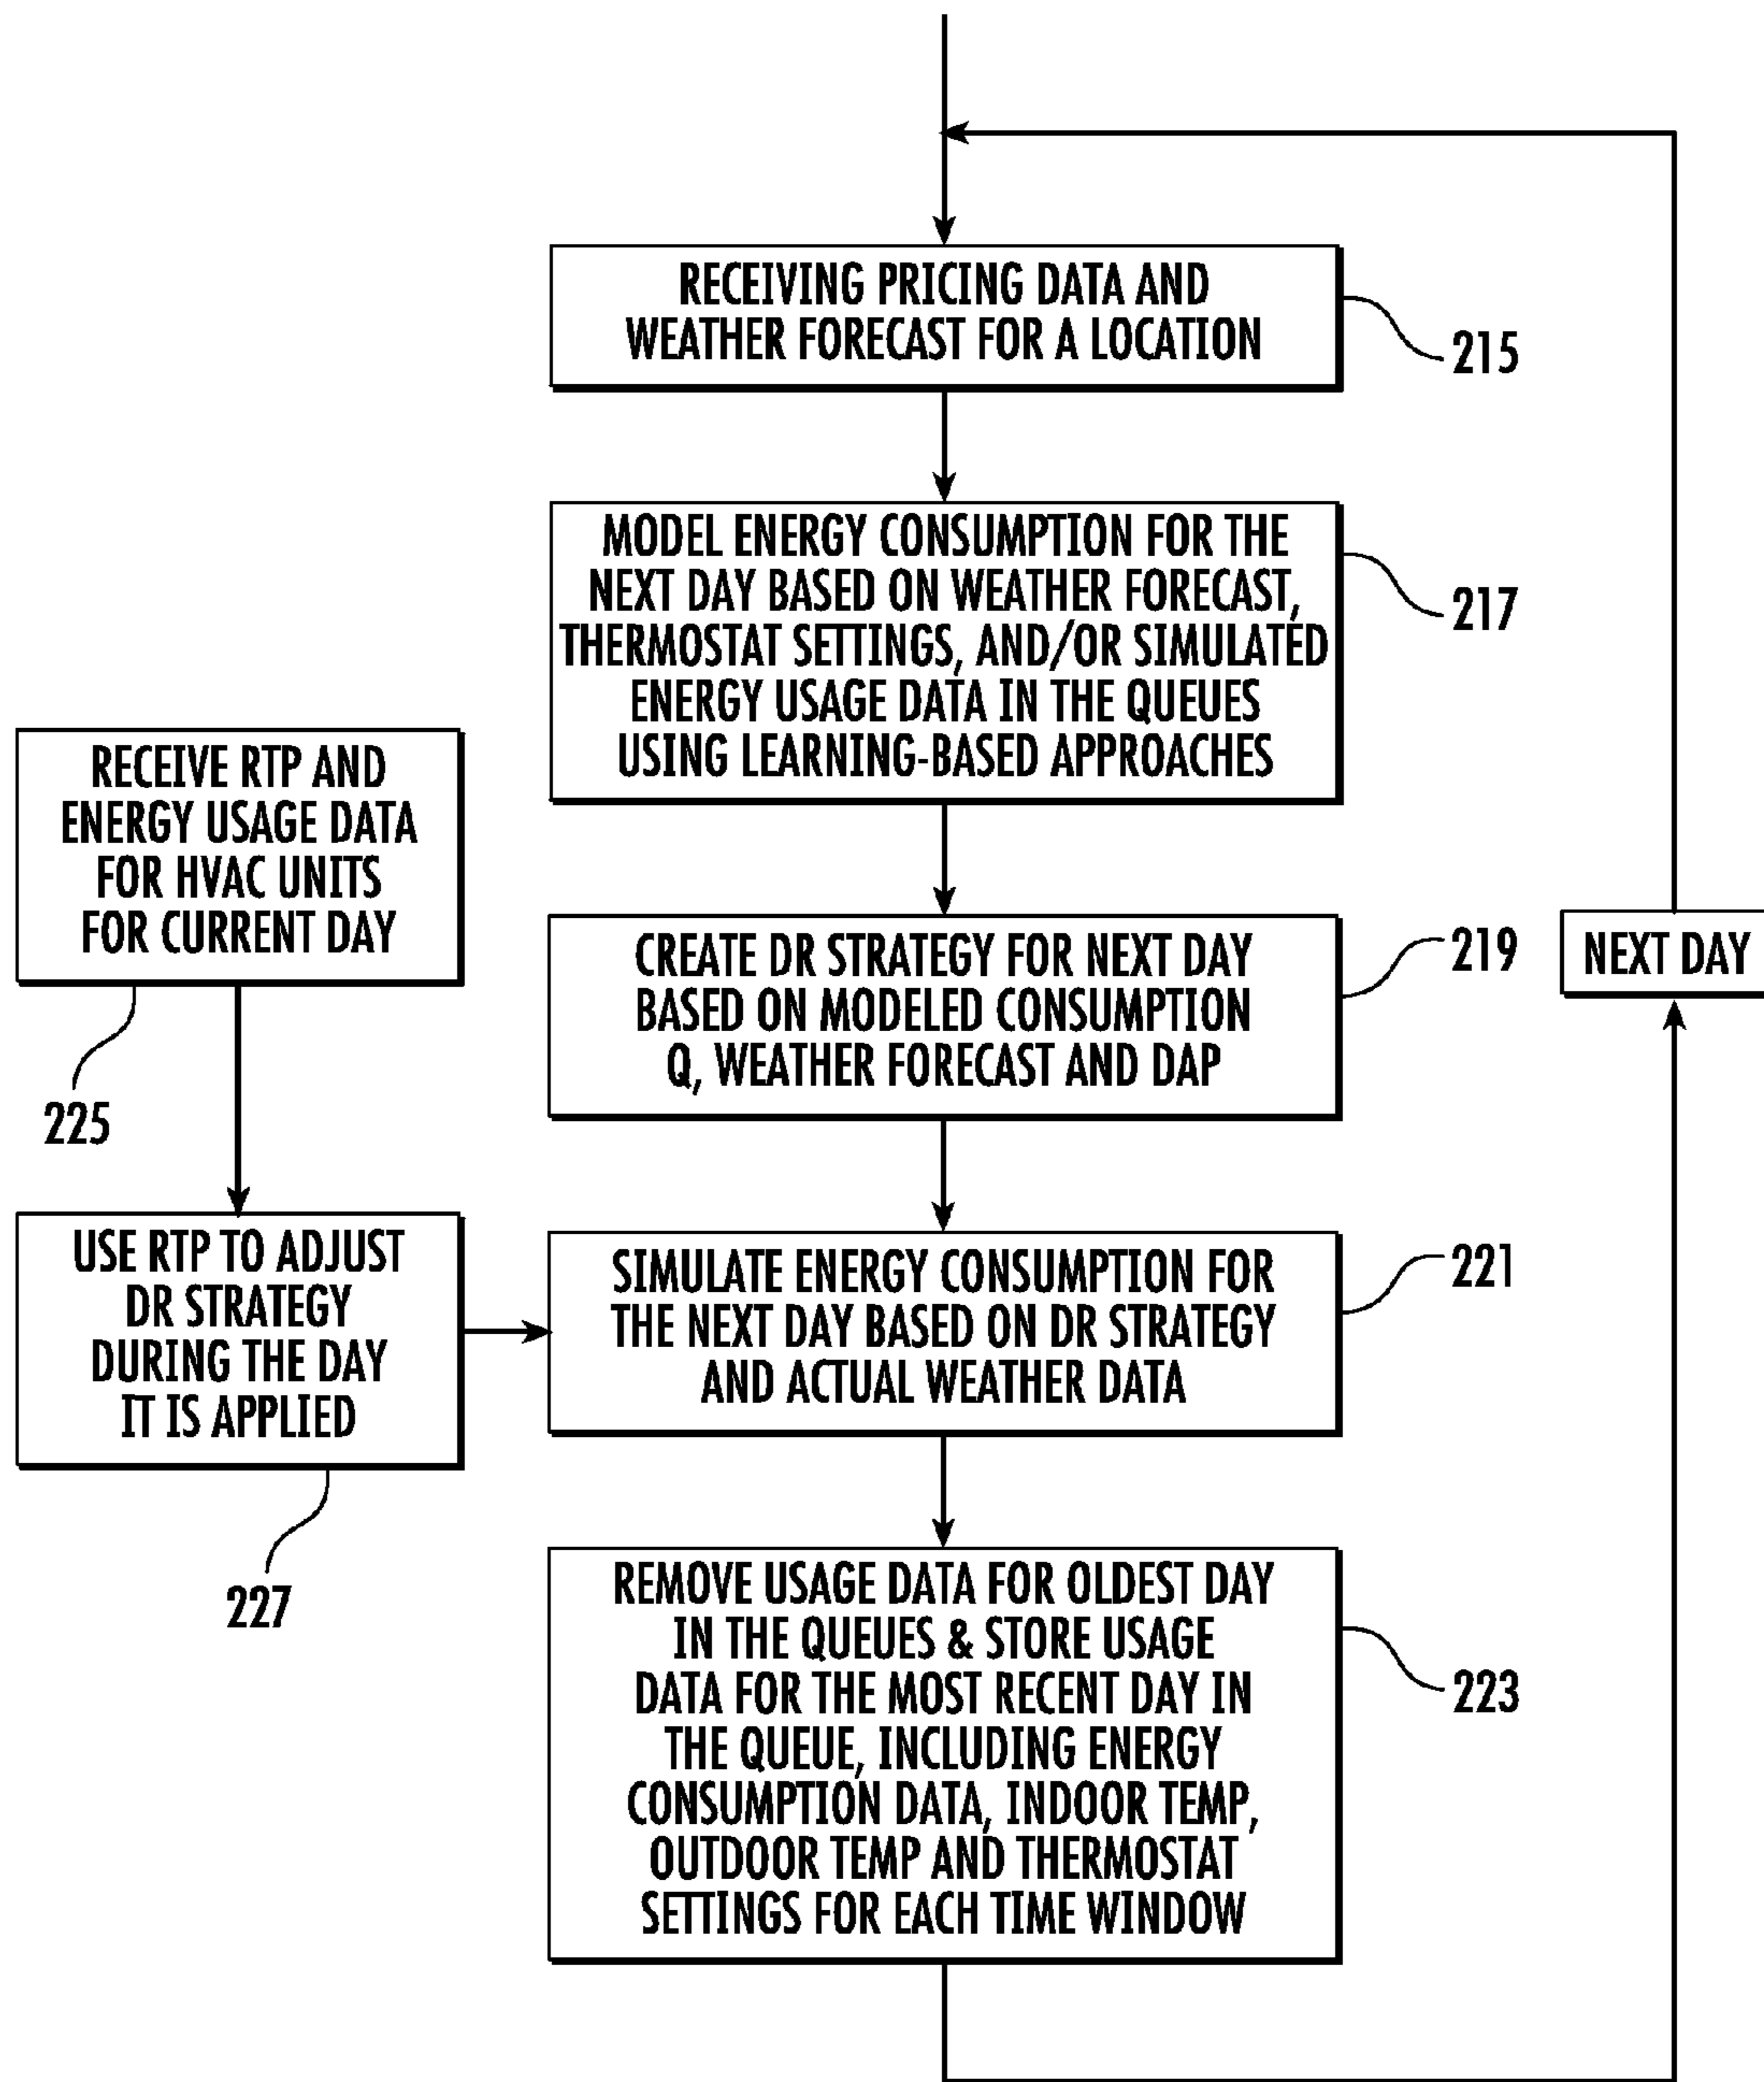 RECEIVING PRICING DATA AND
WEATHER FORECAST FOR A LOCATION
215
MODEL ENERGY CONSUMPTION FOR THE
NEXT DAY BASED ON WEATHER FORECAST,
THERMOSTAT SETTINGS, AND/OR SIMULATED
ENERGY USAGE DATA IN THE QUEUES
USING LEARNING-BASED APPROACHES
217
RECEIVE RTP AND
ENERGY USAGE DATA
FOR HVAC UNITS
FOR CURRENT DAY
225
CREATE DR STRATEGY FOR NEXT DAY
BASED ON MODELED CONSUMPTION
Q, WEATHER FORECAST AND DAP
219
NEXT DAY
USE RTP TO ADJUST
DR STRATEGY
DURING THE DAY
IT IS APPLIED
227
SIMULATE ENERGY CONSUMPTION FOR
THE NEXT DAY BASED ON DR STRATEGY
AND ACTUAL WEATHER DATA
221
REMOVE USAGE DATA FOR OLDEST DAY
IN THE QUEUES & STORE USAGE
DATA FOR THE MOST RECENT DAY IN
THE QUEUE, INCLUDING ENERGY
CONSUMPTION DATA, INDOOR TEMP,
OUTDOOR TEMP AND THERMOSTAT
SETTINGS FOR EACH TIME WINDOW
223